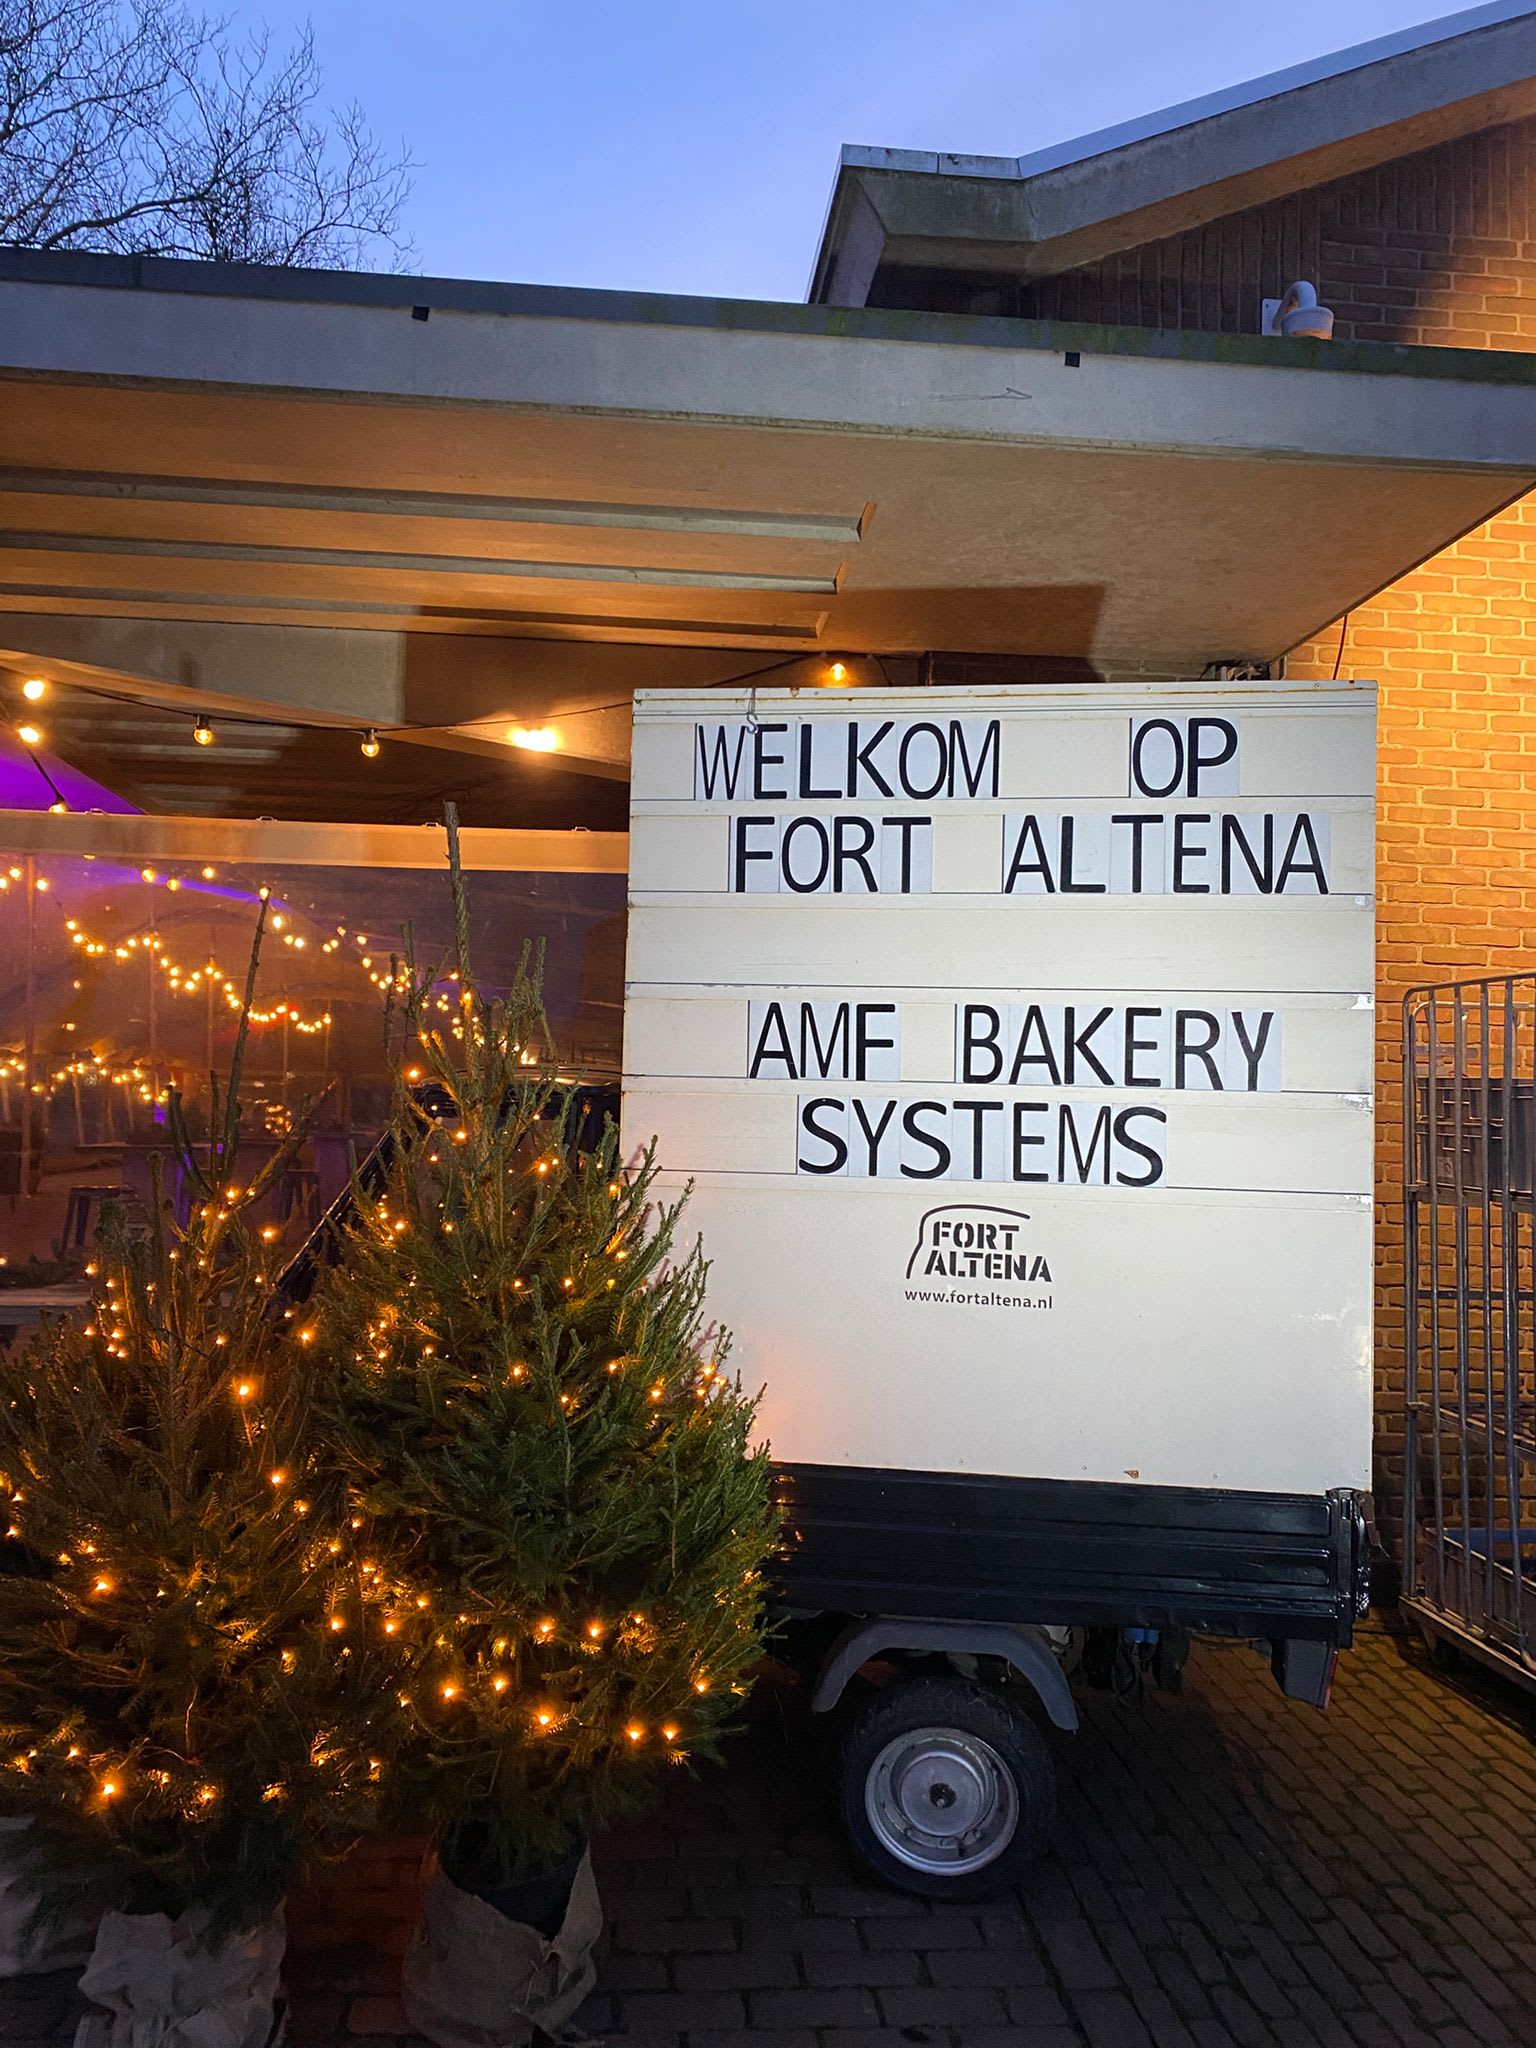 WELKOM OP
FORT ALTENA
AMF BAKERY
SYSTEMS
FORT
ALTENA
www.fortaltena.nl